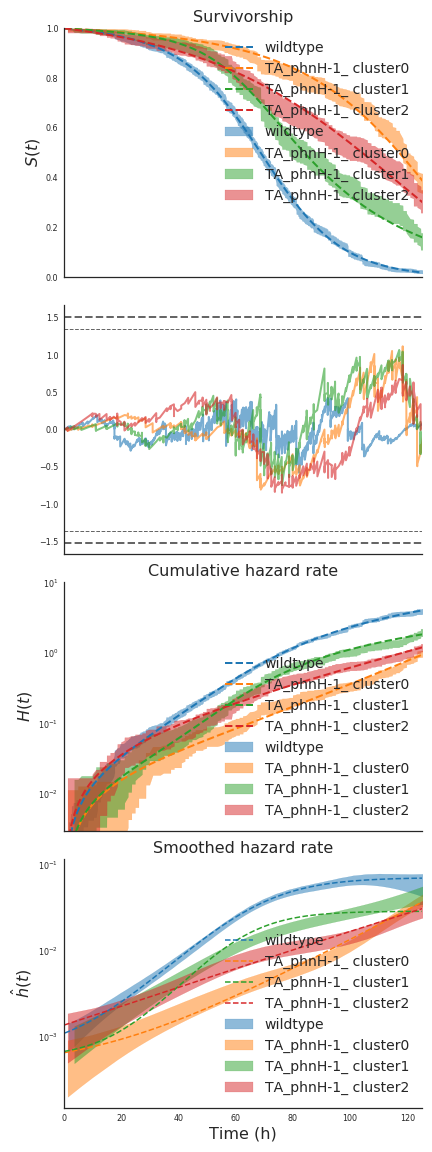 Survivorship
1.0
0.8
0.6
0.4
0.2
0.0
S(t)
wildtype
TA_phnH-1_ cluster0
TA_phnH-1_ cluster1
TA_phnH-1_ cluster2
wildtype
TA_phnH-1_ cluster0
TA_phnH-1_ cluster1
TA_phnH-1_ cluster2
1.5
1.0
0.5
0.0
−0.5
−1.0
−1.5
Cumulative hazard rate
10¹
10⁰
10⁻¹
10⁻²
H(t)
wildtype
TA_phnH-1_ cluster0
TA_phnH-1_ cluster1
TA_phnH-1_ cluster2
wildtype
TA_phnH-1_ cluster0
TA_phnH-1_ cluster1
TA_phnH-1_ cluster2
Smoothed hazard rate
10⁻¹
10⁻²
10⁻³
ĥ(t)
wildtype
TA_phnH-1_ cluster0
TA_phnH-1_ cluster1
TA_phnH-1_ cluster2
wildtype
TA_phnH-1_ cluster0
TA_phnH-1_ cluster1
TA_phnH-1_ cluster2
0 20 40 60 80 100 120
Time (h)